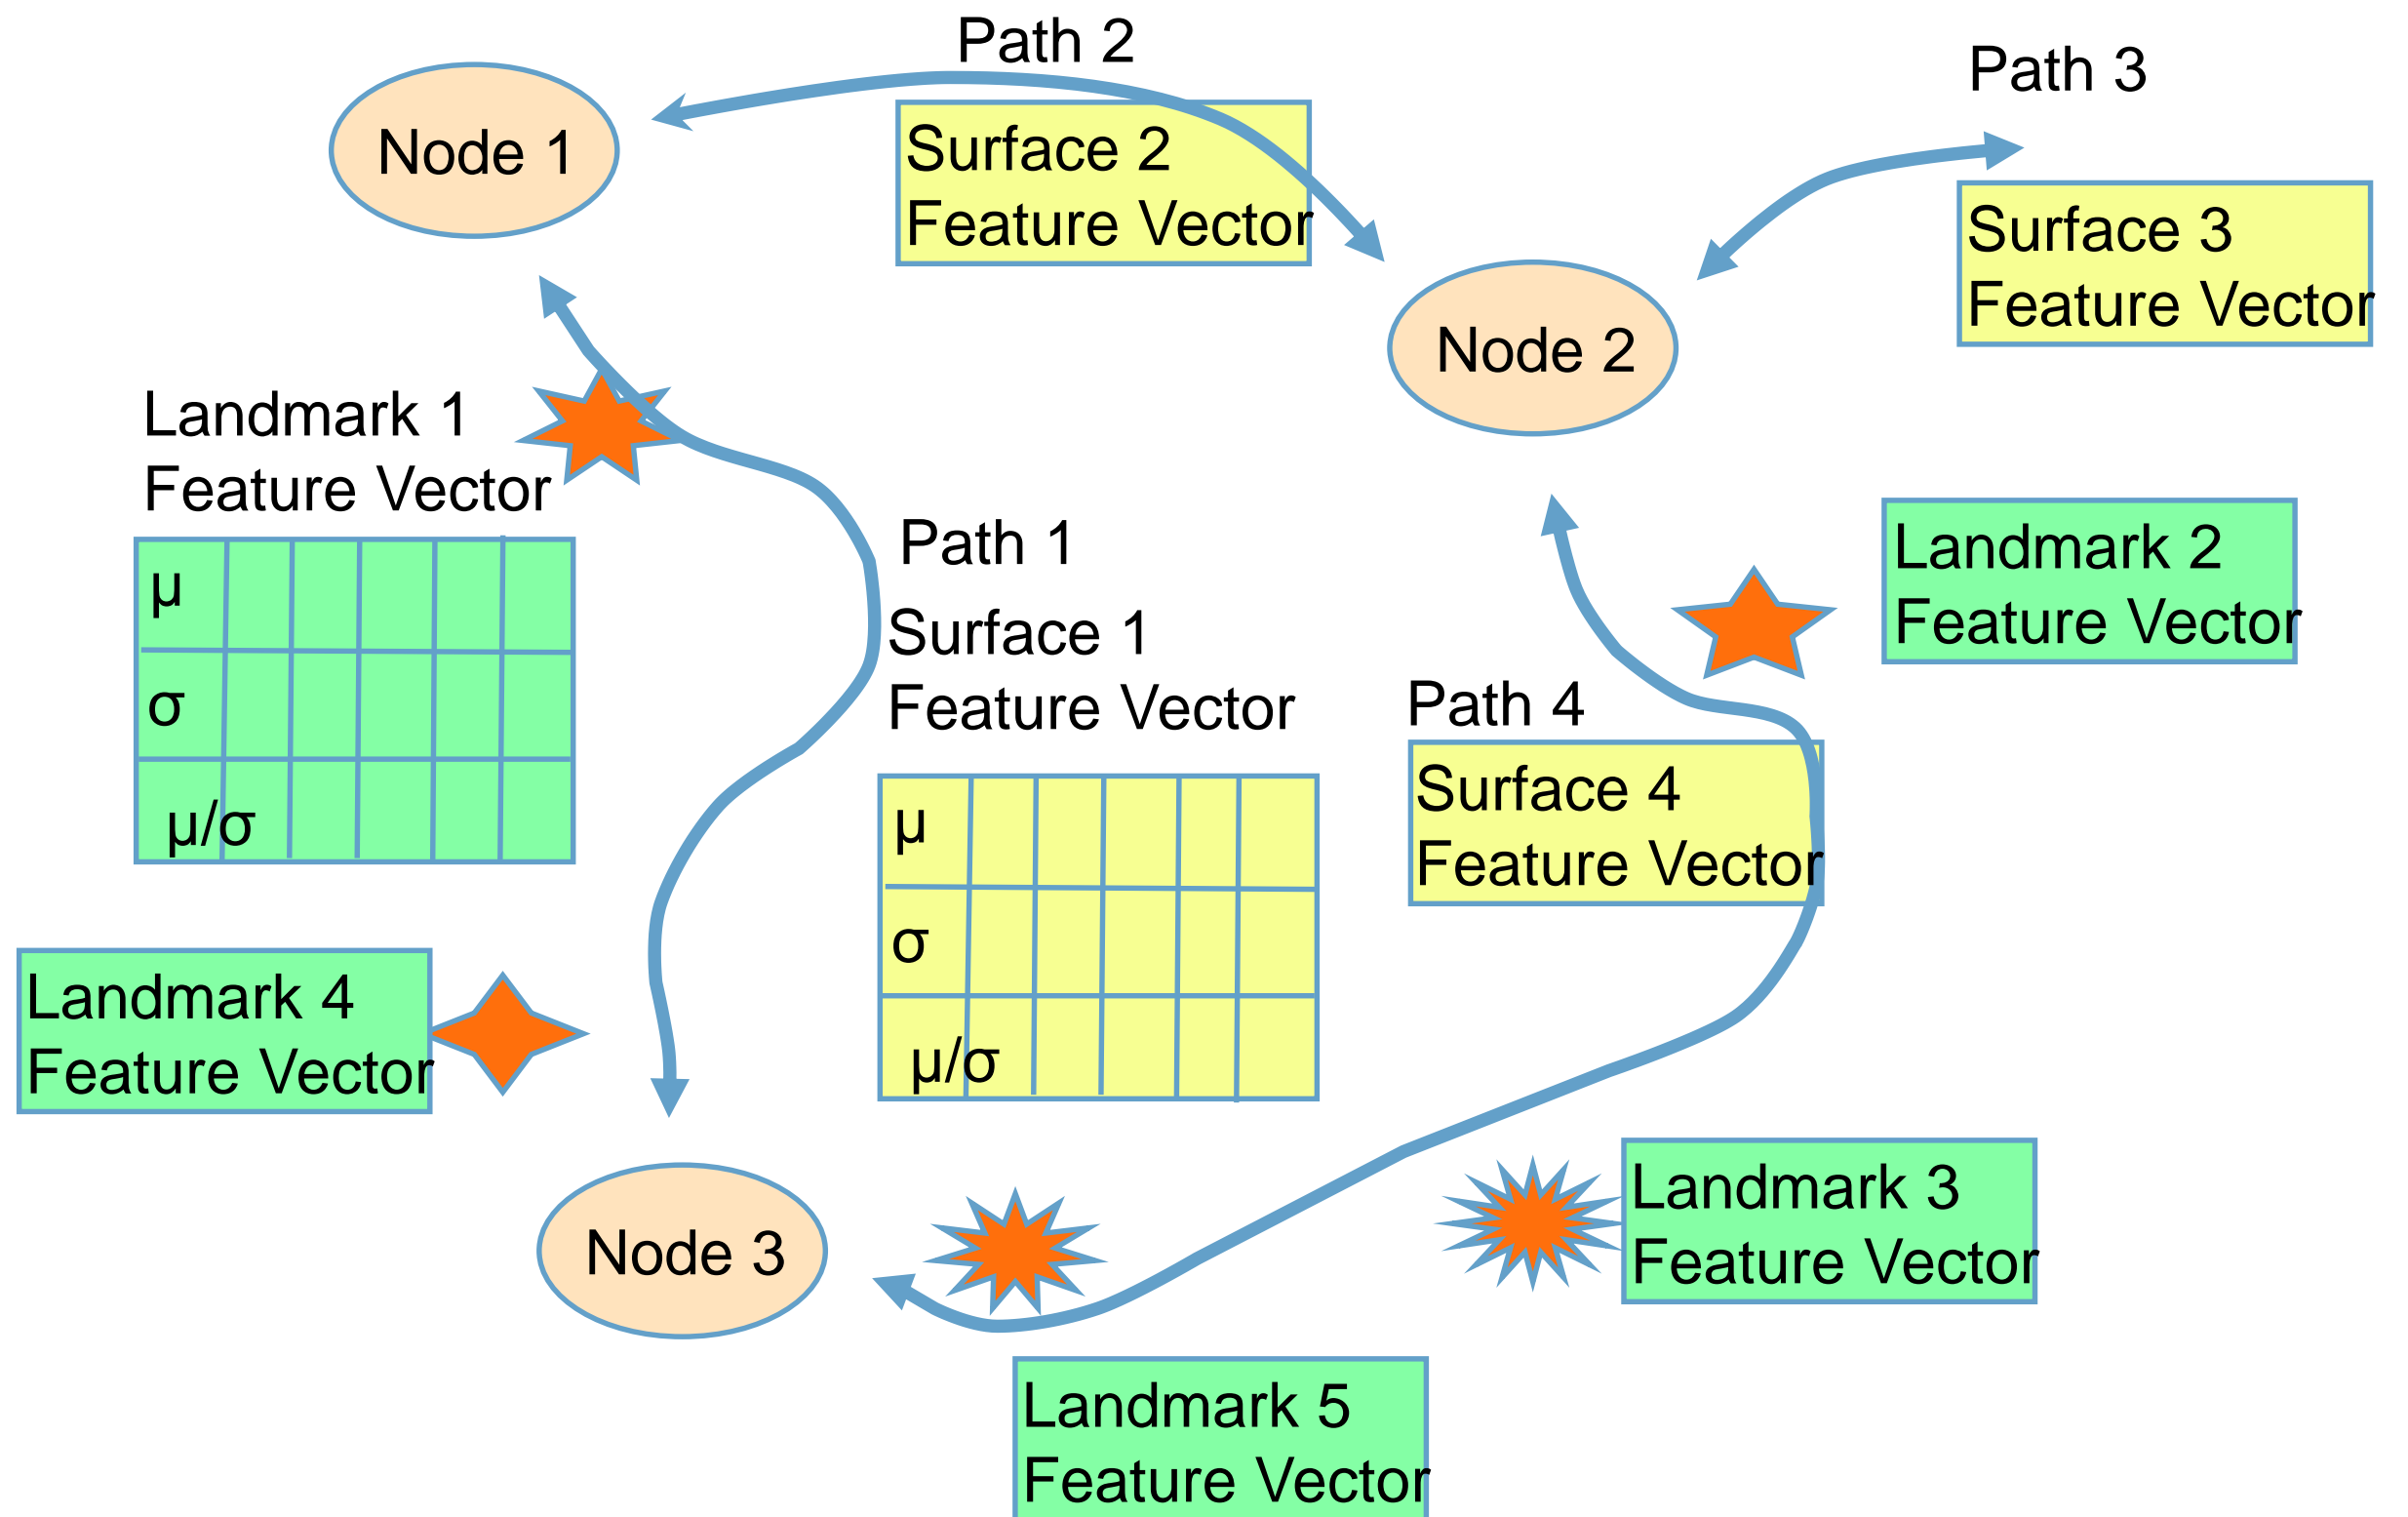 Path 2
Path 3
Node 1
Surface 2
Feature Vector
Surface 3
Feature Vector
Node 2
Landmark 1
Feature Vector
μ
σ
μ/σ
Path 1
Surface 1
Feature Vector
μ
σ
μ/σ
Landmark 2
Feature Vector
Path 4
Surface 4
Feature Vector
Landmark 4
Feature Vector
Node 3
Landmark 3
Feature Vector
Landmark 5
Feature Vector